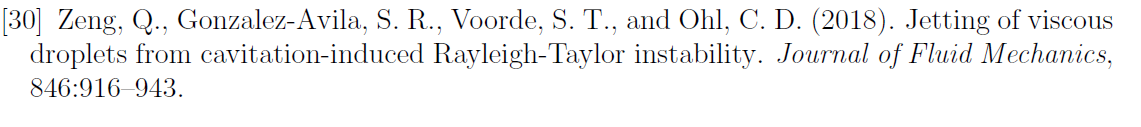 [30] Zeng, Q., Gonzalez-Avila, S. R., Voorde, S. T., and Ohl, C. D. (2018). Jetting of viscous
droplets from cavitation-induced Rayleigh-Taylor instability. Journal of Fluid Mechanics,
846:916–943.